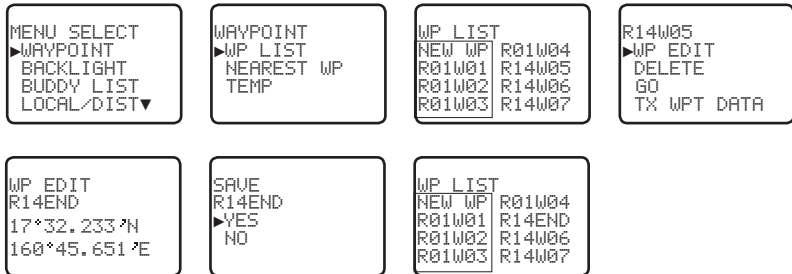 MENU SELECT
►WAYPOINT
BACKLIGHT
BUDDY LIST
LOCAL/DIST▼
WAYPOINT
►WP LIST
NEAREST WP
TEMP
WP LIST
NEW WP R01W04
R01W01 R14W05
R01W02 R14W06
R01W03 R14W07
R14W05
►WP EDIT
DELETE
GO
TX WPT DATA
WP EDIT
R14END
17°32.233'N
160°45.651'E
SAVE
R14END
►YES
NO
WP LIST
NEW WP R01W04
R01W01 R14END
R01W02 R14W06
R01W03 R14W07